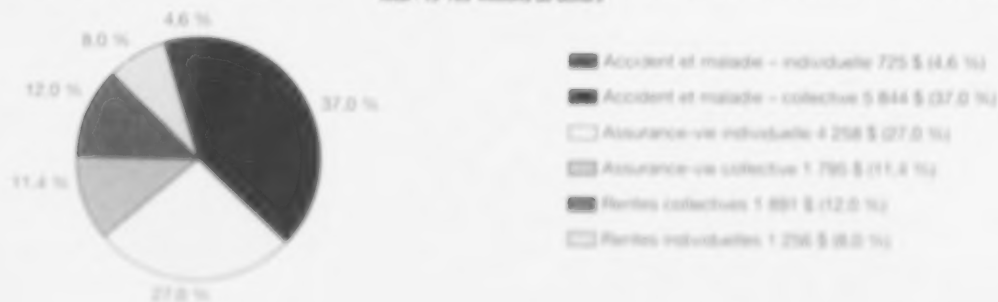 4.6 %
8.0 %
12.0 %
37.0 %
11.4 %
27.0 %
Accident et maladie – individuelle 725 $ (4.6 %)
Accident et maladie – collective 5 844 $ (37.0 %)
Assurance-vie individuelle 4 258 $ (27.0 %)
Assurance-vie collective 1 795 $ (11.4 %)
Rentes collectives 1 891 $ (12.0 %)
Rentes individuelles 1 256 $ (8.0 %)